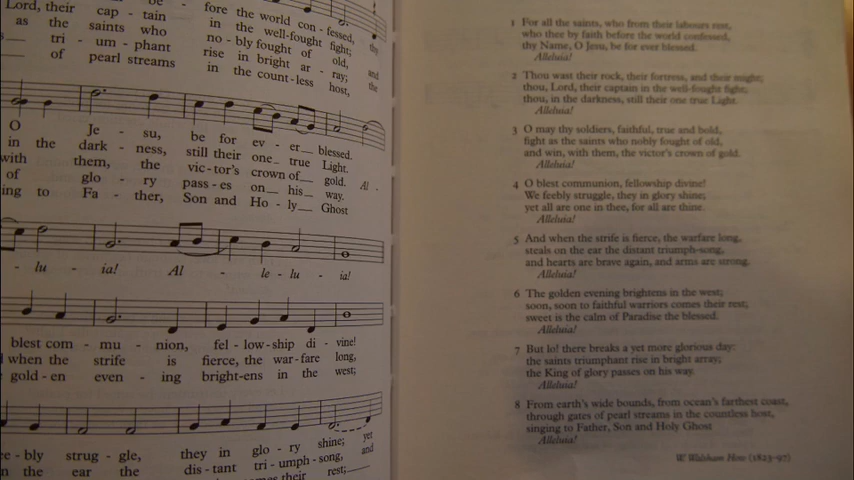 be - fore the world con - fessed, thy
Lord, their cap - tain in the well-fought fight;
as the saints who no - bly fought of old, and
tri - um - phant rise in bright ar - ray; the
of pearl streams in the count - less host,
O Je - su, be for ev - er blessed.
in the dark - ness, still their one true Light.
with them, the vic - tor's crown of gold. Al -
of glo - ry pass - es on his way.
ing to Fa - ther, Son and Ho - ly Ghost
- lu - ia! Al - le - lu - ia!
blest com - mu - nion, fel - low-ship di - vine!
when the strife is fierce, the war-fare long,
gold - en even - ing bright-ens in the west;
ee - bly strug - gle, they in glo - ry shine; yet
n the ear the dis - tant tri - umph - song, and
their rest;
1 For all the saints, who from their labours rest,
who thee by faith before the world confessed,
thy Name, O Jesu, be for ever blessed.
Alleluia!
2 Thou wast their rock, their fortress, and their might;
thou, Lord, their captain in the well-fought fight;
thou, in the darkness, still their one true Light.
Alleluia!
3 O may thy soldiers, faithful, true and bold,
fight as the saints who nobly fought of old,
and win, with them, the victor's crown of gold.
Alleluia!
4 O blest communion, fellowship divine!
We feebly struggle, they in glory shine;
yet all are one in thee, for all are thine.
Alleluia!
5 And when the strife is fierce, the warfare long,
steals on the ear the distant triumph-song,
and hearts are brave again, and arms are strong.
Alleluia!
6 The golden evening brightens in the west;
soon, soon to faithful warriors comes their rest;
sweet is the calm of Paradise the blessed.
Alleluia!
7 But lo! there breaks a yet more glorious day:
the saints triumphant rise in bright array;
the King of glory passes on his way.
Alleluia!
8 From earth's wide bounds, from ocean's farthest coast,
through gates of pearl streams in the countless host,
singing to Father, Son and Holy Ghost
Alleluia!
W. Walsham How (1823-97)